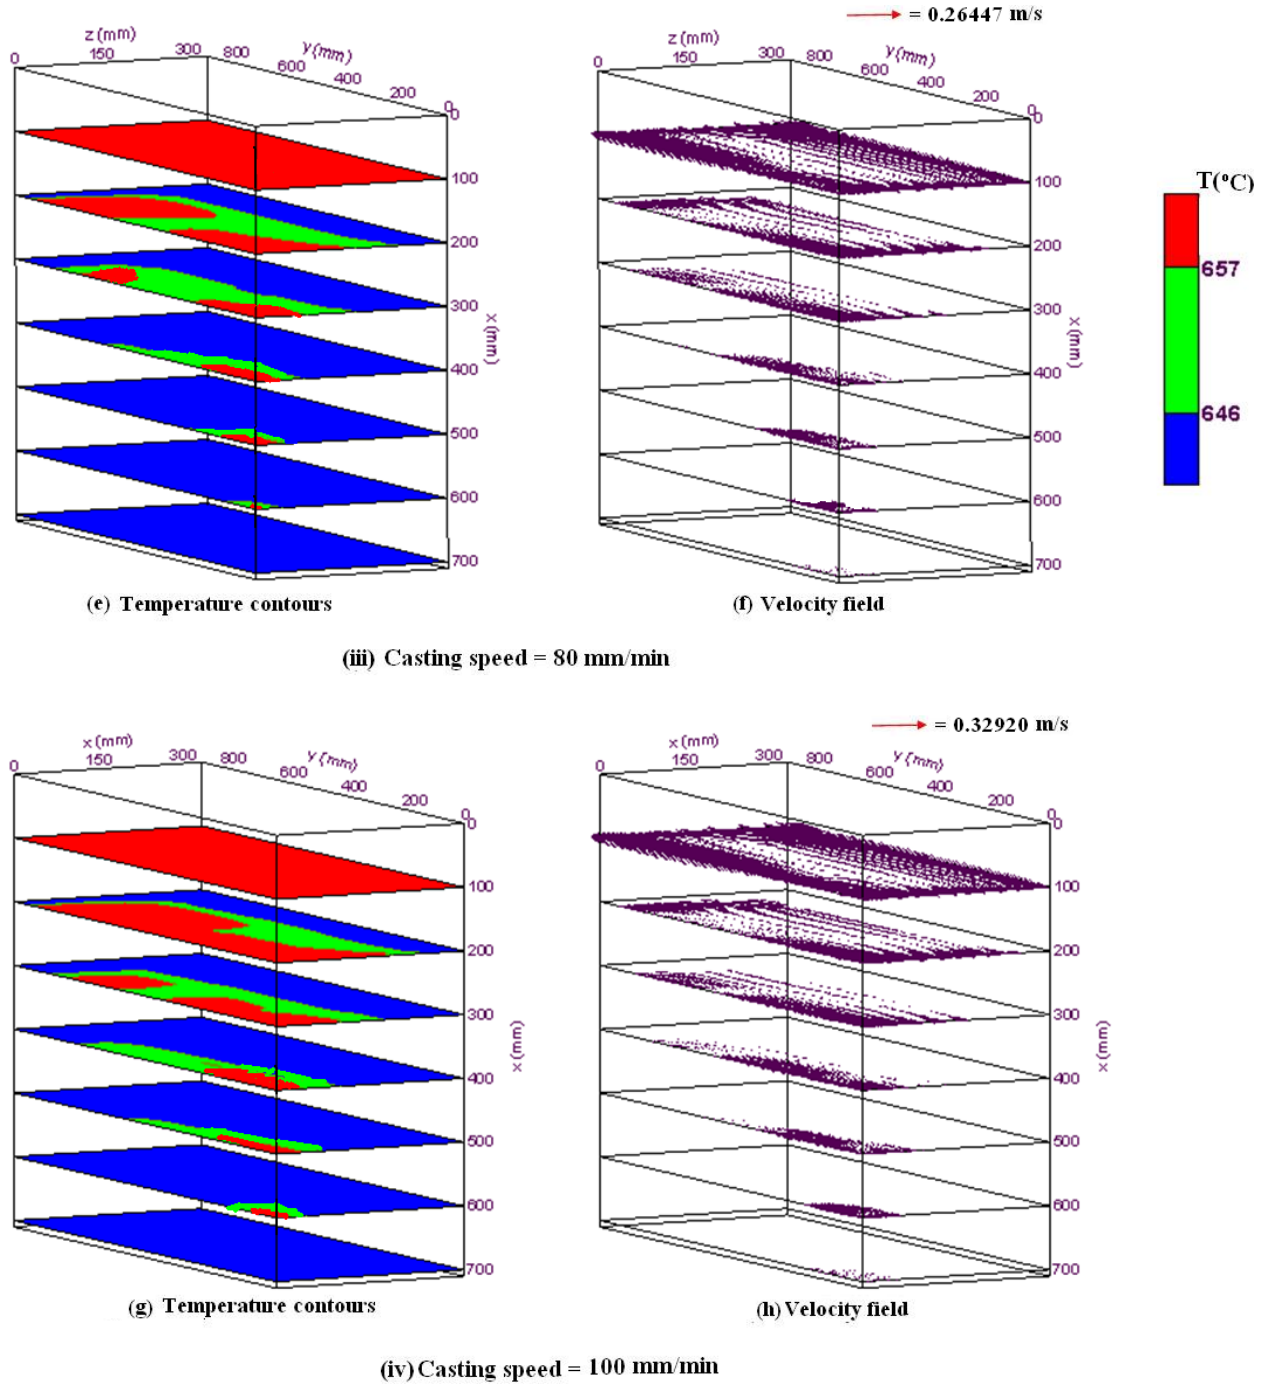 = 0.26447 m/s
z (mm)
0 150 300
y (mm)
800 600 400 200 0
0
100
200
300
400
500
600
700
x (mm)
z (mm)
0 150 300
y (mm)
800 600 400 200 0
100
200
300
400
500
600
700
x (mm)
T(°C)
657
646
(e) Temperature contours
(f) Velocity field
(iii) Casting speed = 80 mm/min
= 0.32920 m/s
x (mm)
0 150 300
y (mm)
800 600 400 200 0
0
100
200
300
400
500
600
700
x (mm)
x (mm)
0 150 300
y (mm)
800 600 400 200 0
0
100
200
300
400
500
600
700
x (mm)
(g) Temperature contours
(h) Velocity field
(iv) Casting speed = 100 mm/min